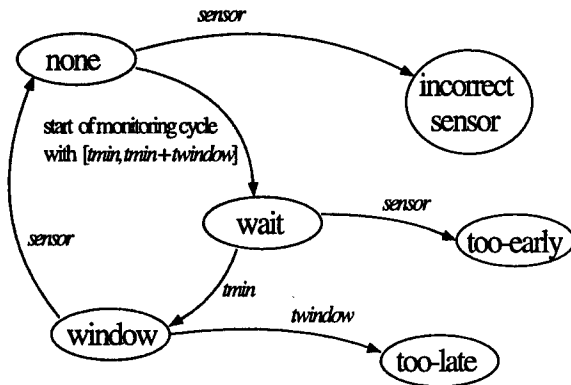 sensor
none
incorrect
sensor
start of monitoring cycle
with [tmin,tmin+twindow]
sensor
wait
sensor
too-early
tmin
window
twindow
too-late